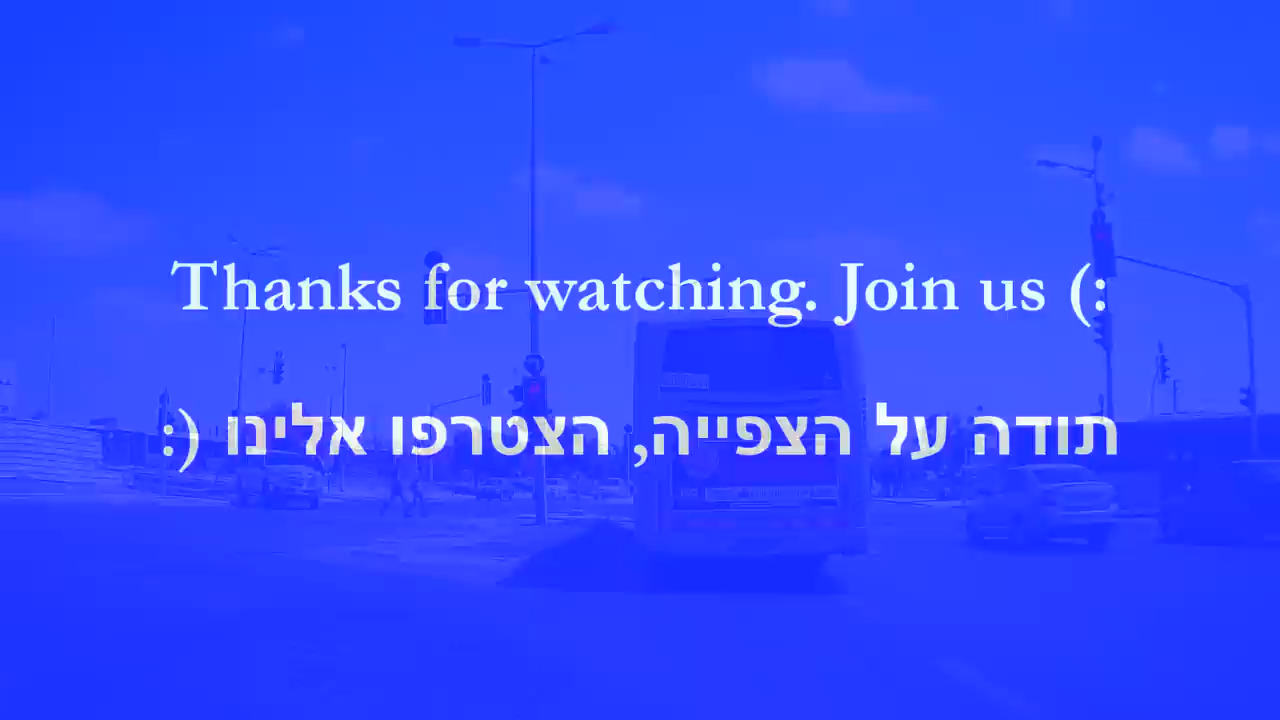 Thanks for watching. Join us (:
תודה על הצפייה, הצטרפו אלינו (: